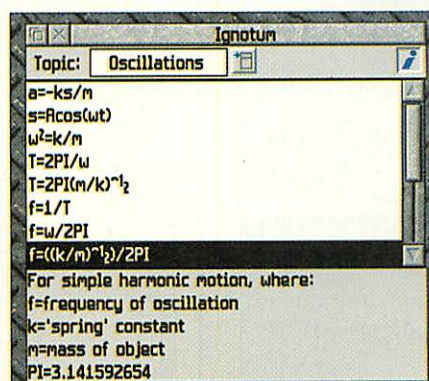 Ignotum
Topic: Oscillations
a=-ks/m
s=Acos(wt)
w²=k/m
T=2PI/w
T=2PI(m/k)^½
f=1/T
f=w/2PI
f=((k/m)^½)/2PI
For simple harmonic motion, where:
f=frequency of oscillation
k='spring' constant
m=mass of object
PI=3.141592654